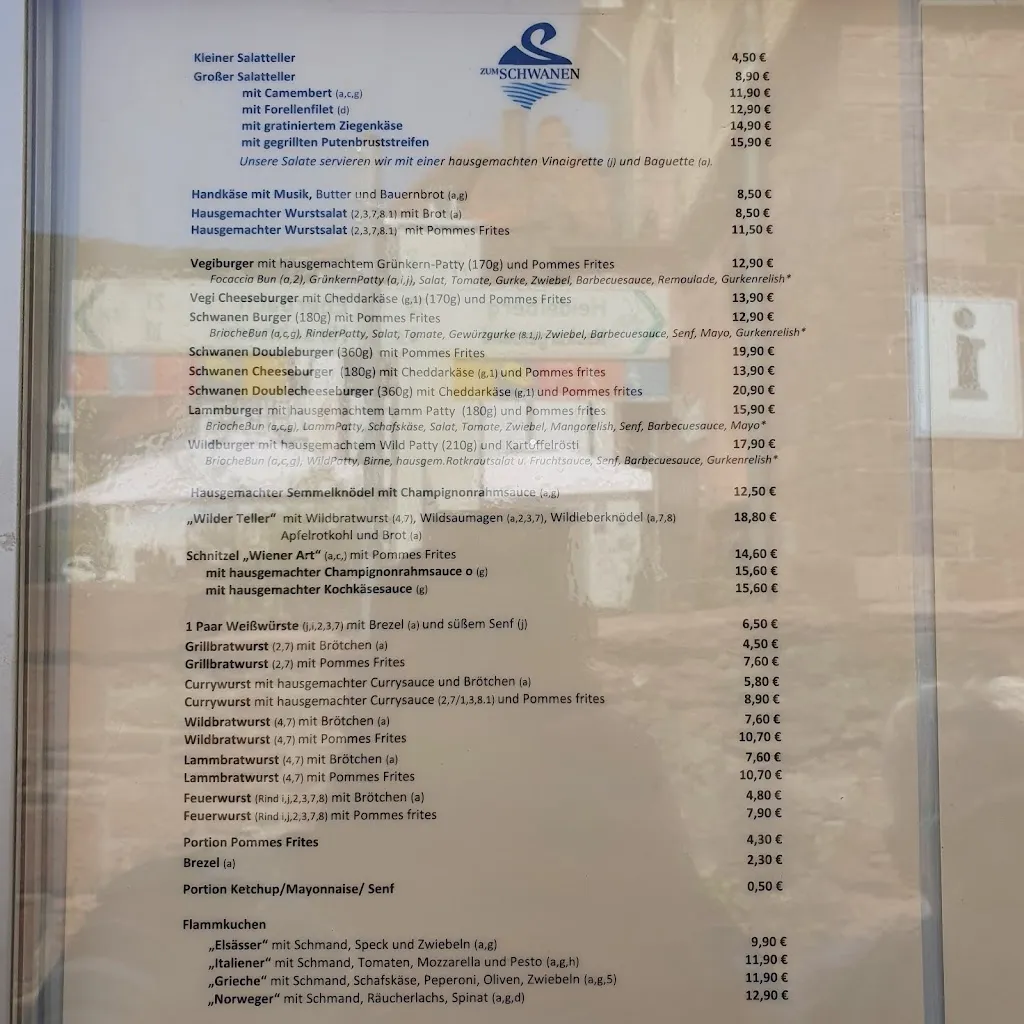 ZUM SCHWANEN
Kleiner Salatteller 4,50 €
Großer Salatteller 8,90 €
mit Camembert (a,c,g) 11,90 €
mit Forellenfilet (d) 12,90 €
mit gratiniertem Ziegenkäse 14,90 €
mit gegrillten Putenbruststreifen 15,90 €
Unsere Salate servieren wir mit einer hausgemachten Vinaigrette (j) und Baguette (a).
Handkäse mit Musik, Butter und Bauernbrot (a,g) 8,50 €
Hausgemachter Wurstsalat (2,3,7,8.1) mit Brot (a) 8,50 €
Hausgemachter Wurstsalat (2,3,7,8.1) mit Pommes Frites 11,50 €
Vegiburger mit hausgemachtem Grünkern-Patty (170g) und Pommes Frites 12,90 €
Focaccia Bun (a,2), GrünkernPatty (a,i,j), Salat, Tomate, Gurke, Zwiebel, Barbecuesauce, Remoulade, Gurkenrelish*
Vegi Cheeseburger mit Cheddarkäse (g,1) (170g) und Pommes Frites 13,90 €
Schwanen Burger (180g) mit Pommes Frites 12,90 €
BriocheBun (a,c,g), RinderPatty, Salat, Tomate, Gewürzgurke (8.1,j), Zwiebel, Barbecuesauce, Senf, Mayo, Gurkenrelish*
Schwanen Doubleburger (360g) mit Pommes Frites 19,90 €
Schwanen Cheeseburger (180g) mit Cheddarkäse (g,1) und Pommes frites 13,90 €
Schwanen Doublecheeseburger (360g) mit Cheddarkäse (g,1) und Pommes frites 20,90 €
Lammburger mit hausgemachtem Lamm Patty (180g) und Pommes frites 15,90 €
BriocheBun (a,c,g), LammPatty, Schafskäse, Salat, Tomate, Zwiebel, Mangorelish, Senf, Barbecuesauce, Mayo*
Wildburger mit hausgemachtem Wild Patty (210g) und Kartoffelrösti 17,90 €
BriocheBun (a,c,g), WildPatty, Birne, hausgem.Rotkrautsalat u. Fruchtsauce, Senf, Barbecuesauce, Gurkenrelish*
Hausgemachter Semmelknödel mit Champignonrahmsauce (a,g) 12,50 €
„Wilder Teller“ mit Wildbratwurst (4,7), Wildsaumagen (a,2,3,7), Wildleberknödel (a,7,8) 18,80 €
Apfelrotkohl und Brot (a)
Schnitzel „Wiener Art“ (a,c,) mit Pommes Frites 14,60 €
mit hausgemachter Champignonrahmsauce o (g) 15,60 €
mit hausgemachter Kochkäsesauce (g) 15,60 €
1 Paar Weißwürste (j,i,2,3,7) mit Brezel (a) und süßem Senf (j) 6,50 €
Grillbratwurst (2,7) mit Brötchen (a) 4,50 €
Grillbratwurst (2,7) mit Pommes Frites 7,60 €
Currywurst mit hausgemachter Currysauce und Brötchen (a) 5,80 €
Currywurst mit hausgemachter Currysauce (2,7/1,3,8.1) und Pommes frites 8,90 €
Wildbratwurst (4,7) mit Brötchen (a) 7,60 €
Wildbratwurst (4,7) mit Pommes Frites 10,70 €
Lammbratwurst (4,7) mit Brötchen (a) 7,60 €
Lammbratwurst (4,7) mit Pommes Frites 10,70 €
Feuerwurst (Rind i,j,2,3,7,8) mit Brötchen (a) 4,80 €
Feuerwurst (Rind i,j,2,3,7,8) mit Pommes frites 7,90 €
Portion Pommes Frites 4,30 €
Brezel (a) 2,30 €
Portion Ketchup/Mayonnaise/ Senf 0,50 €
Flammkuchen
„Elsässer“ mit Schmand, Speck und Zwiebeln (a,g) 9,90 €
„Italiener“ mit Schmand, Tomaten, Mozzarella und Pesto (a,g,h) 11,90 €
„Grieche“ mit Schmand, Schafskäse, Peperoni, Oliven, Zwiebeln (a,g,5) 11,90 €
„Norweger“ mit Schmand, Räucherlachs, Spinat (a,g,d) 12,90 €
i